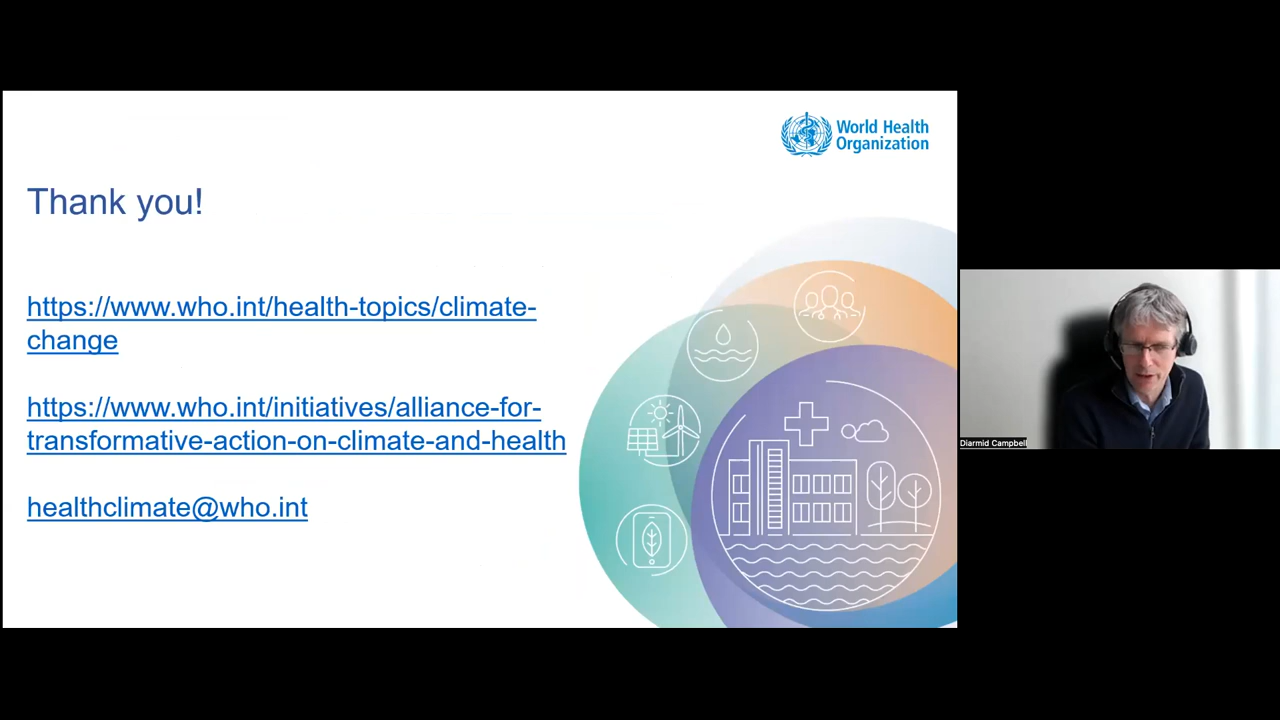 World Health
Organization
Thank you!
https://www.who.int/health-topics/climate-
change
https://www.who.int/initiatives/alliance-for-
transformative-action-on-climate-and-health
healthclimate@who.int
Diarmid Campbell